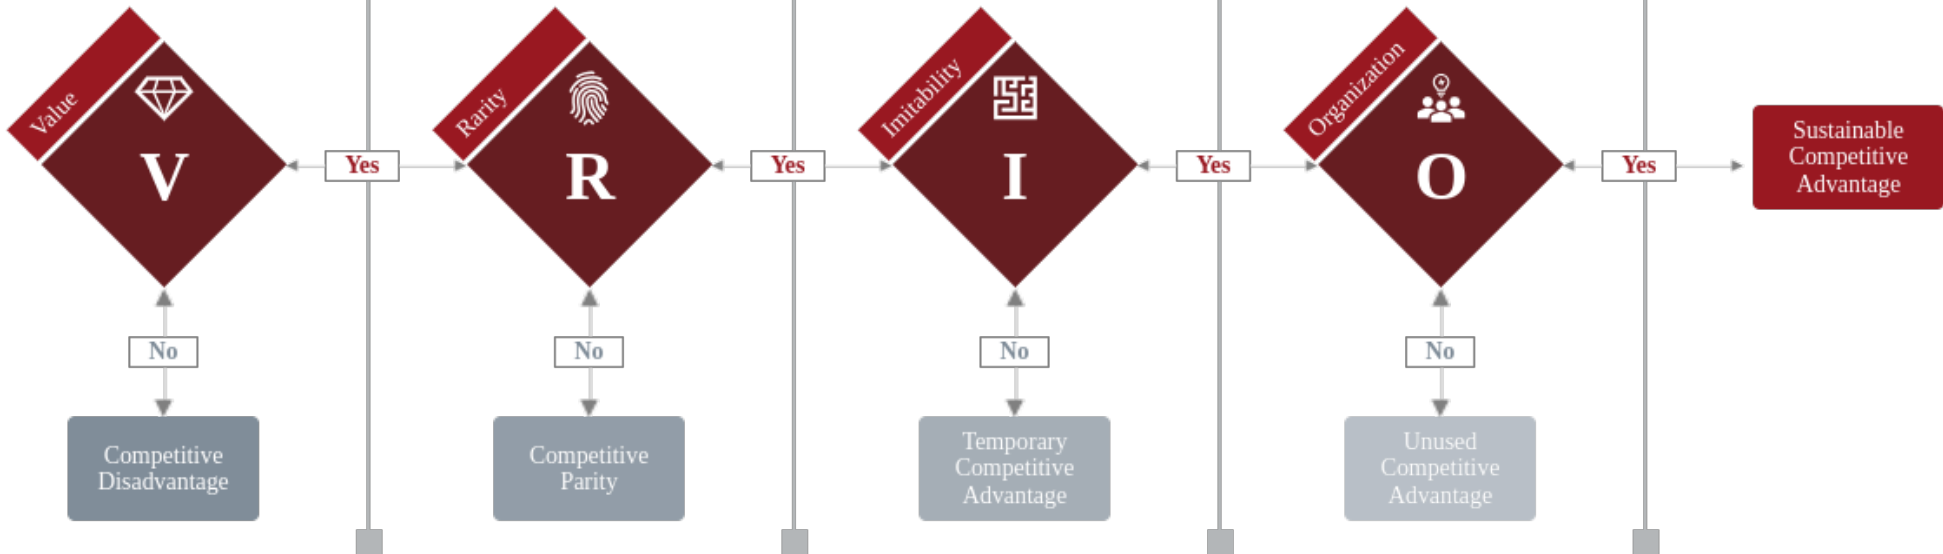 Value
V
Yes
Rarity
R
Yes
Imitability
I
Yes
Organization
O
Yes
Sustainable
Competitive
Advantage
No
No
No
No
Competitive
Disadvantage
Competitive
Parity
Temporary
Competitive
Advantage
Unused
Competitive
Advantage